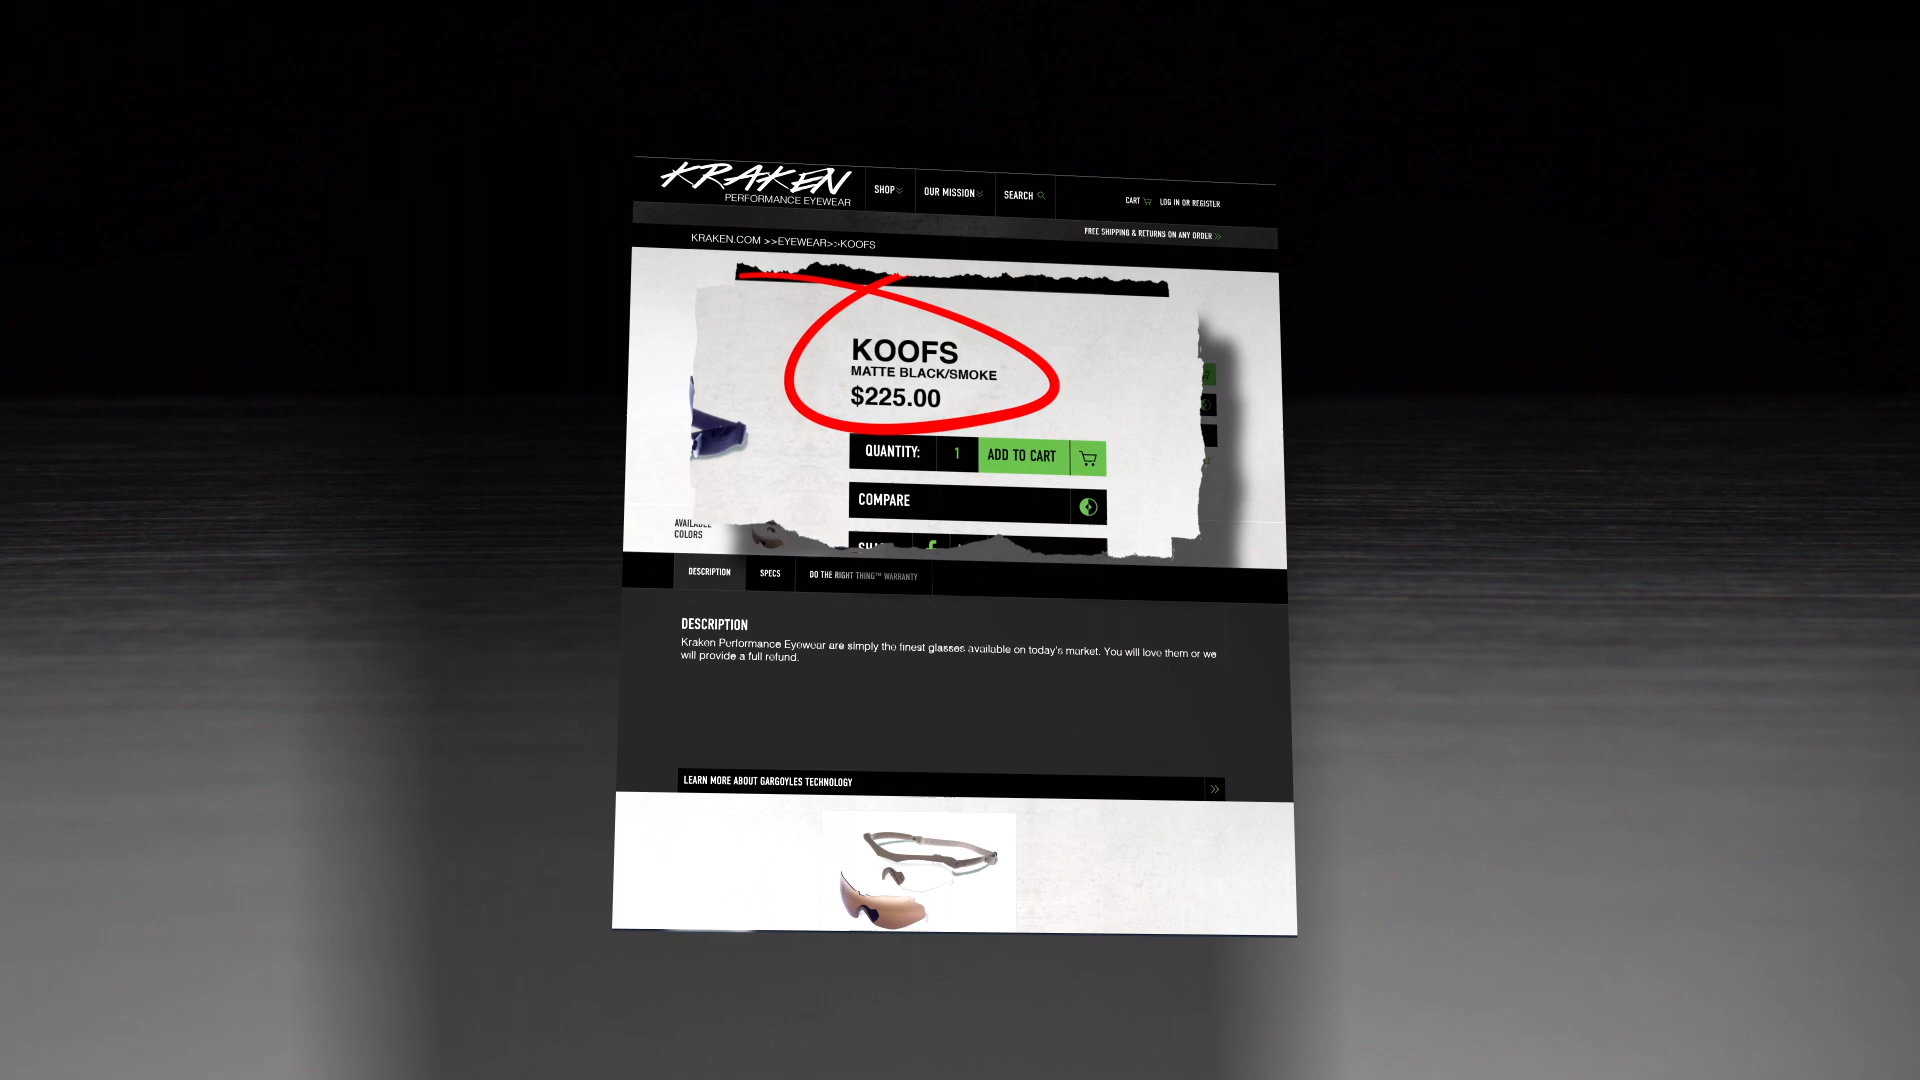 KRAKEN
PERFORMANCE EYEWEAR
SHOP
OUR MISSION
SEARCH
CART
LOG IN OR REGISTER
FREE SHIPPING & RETURNS ON ANY ORDER >>
KRAKEN.COM >>EYEWEAR>>KOOFS
KOOFS
MATTE BLACK/SMOKE
$225.00
QUANTITY: 1 ADD TO CART
COMPARE
AVAILABLE
COLORS
DESCRIPTION
SPECS
DO THE RIGHT THING™ WARRANTY
DESCRIPTION
Kraken Performance Eyewear are simply the finest glasses available on today's market. You will love them or we
will provide a full refund.
LEARN MORE ABOUT GARGOYLES TECHNOLOGY >>